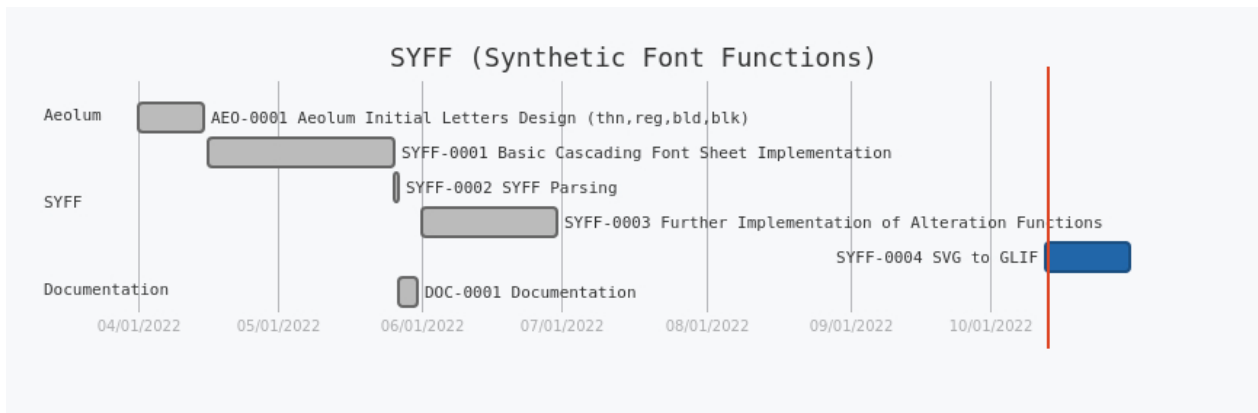 SYFF (Synthetic Font Functions)
Aeolum
AEO-0001 Aeolum Initial Letters Design (thn,reg,bld,blk)
SYFF-0001 Basic Cascading Font Sheet Implementation
SYFF
SYFF-0002 SYFF Parsing
SYFF-0003 Further Implementation of Alteration Functions
SYFF-0004 SVG to GLIF
Documentation
DOC-0001 Documentation
04/01/2022 05/01/2022 06/01/2022 07/01/2022 08/01/2022 09/01/2022 10/01/2022